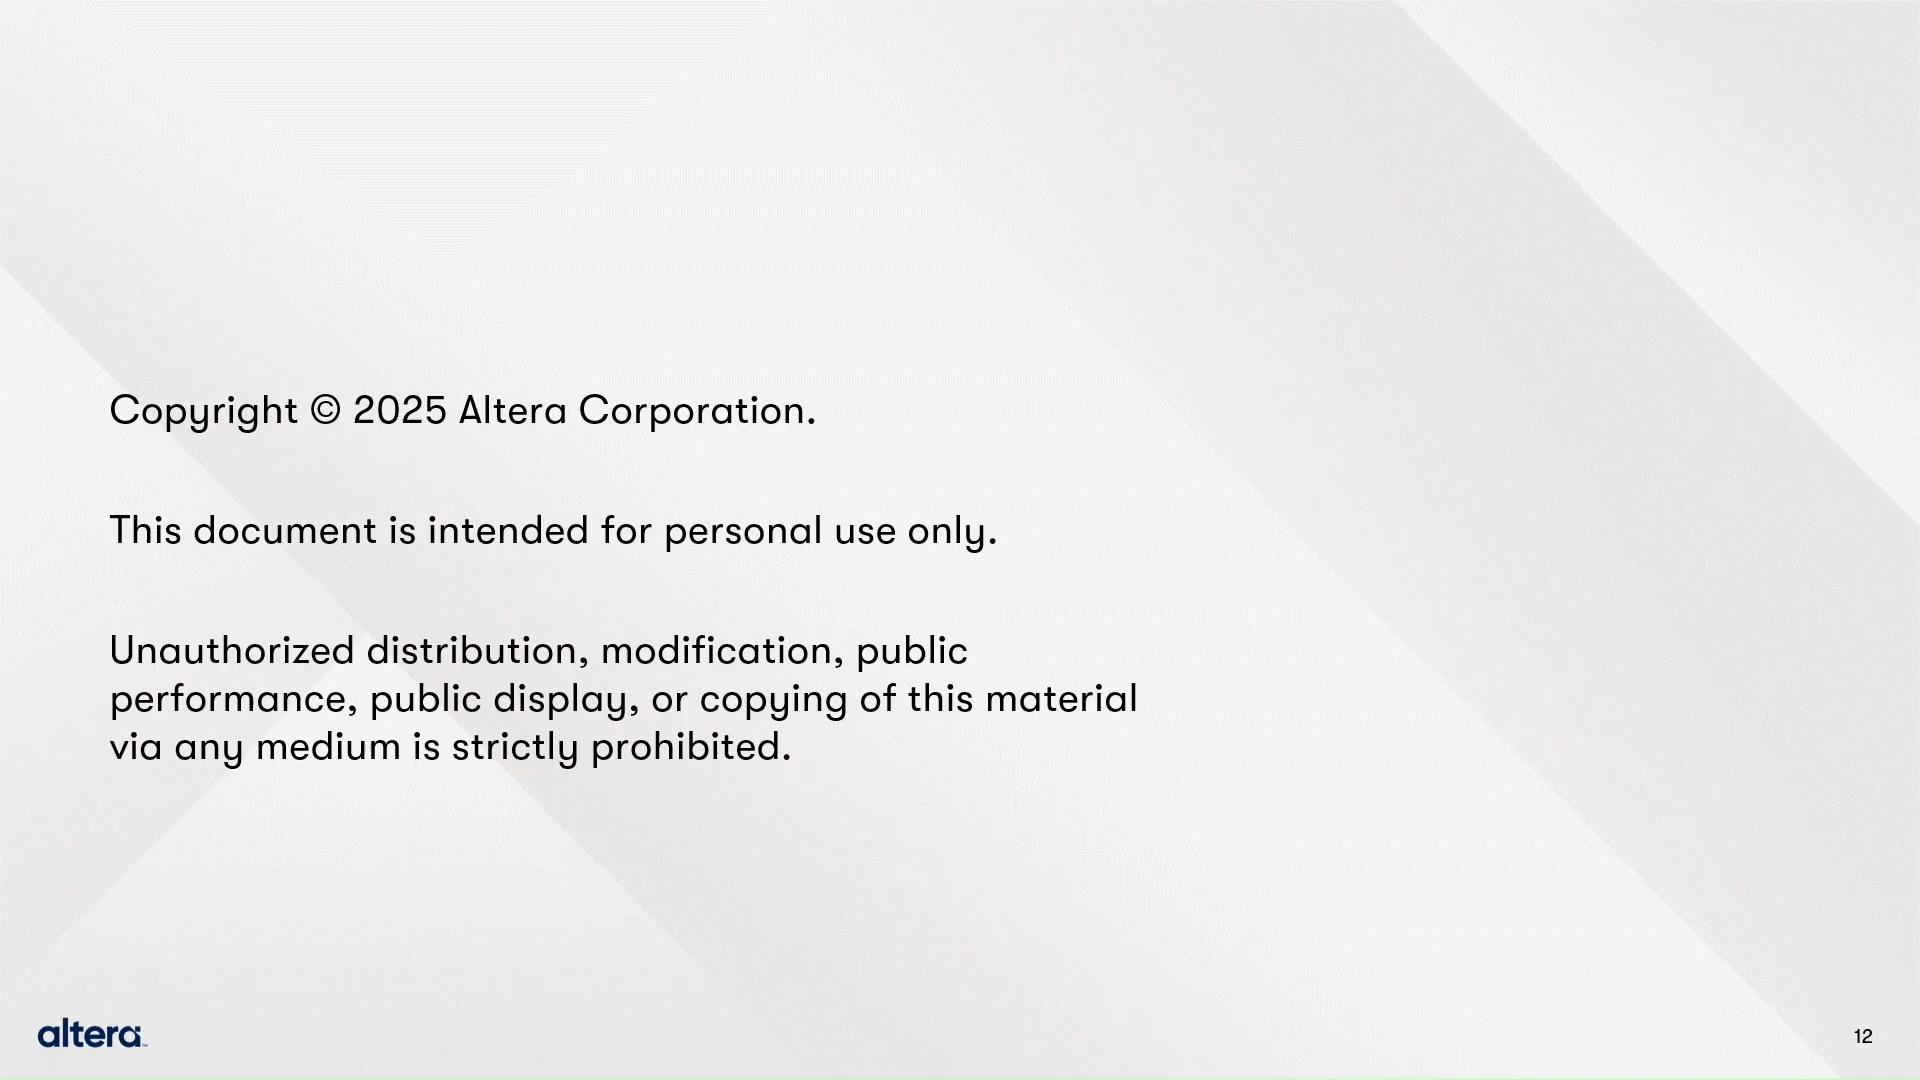 Copyright © 2025 Altera Corporation.
This document is intended for personal use only.
Unauthorized distribution, modification, public
performance, public display, or copying of this material
via any medium is strictly prohibited.
altera™
12